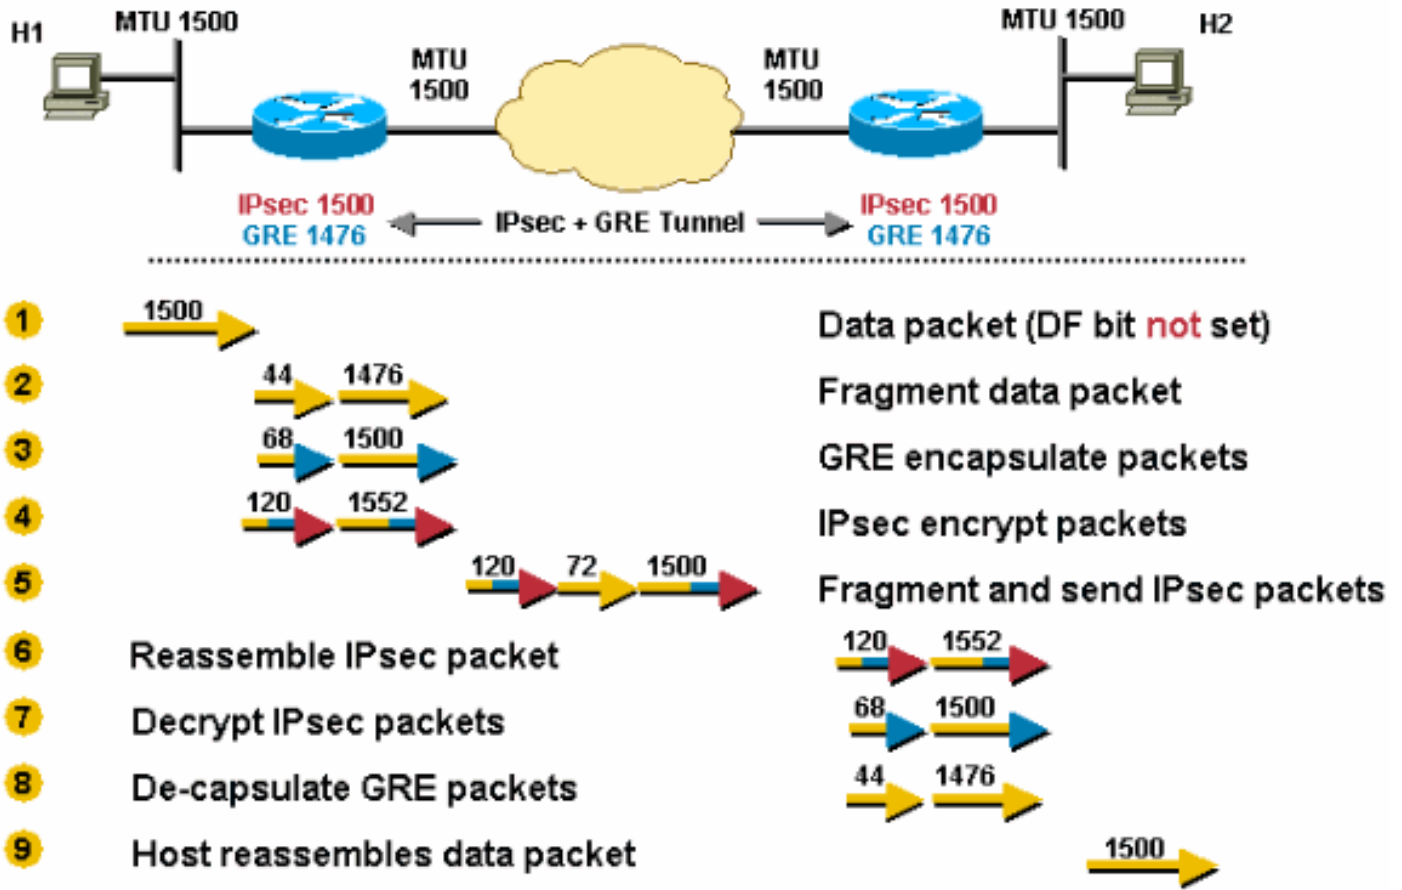 H1
MTU 1500
MTU
1500
MTU
1500
MTU 1500
H2
IPsec 1500
GRE 1476
IPsec + GRE Tunnel
IPsec 1500
GRE 1476
1
1500
Data packet (DF bit not set)
2
44 1476
Fragment data packet
3
68 1500
GRE encapsulate packets
4
120 1552
IPsec encrypt packets
5
120 72 1500
Fragment and send IPsec packets
6
Reassemble IPsec packet
120 1552
7
Decrypt IPsec packets
68 1500
8
De-capsulate GRE packets
44 1476
9
Host reassembles data packet
1500